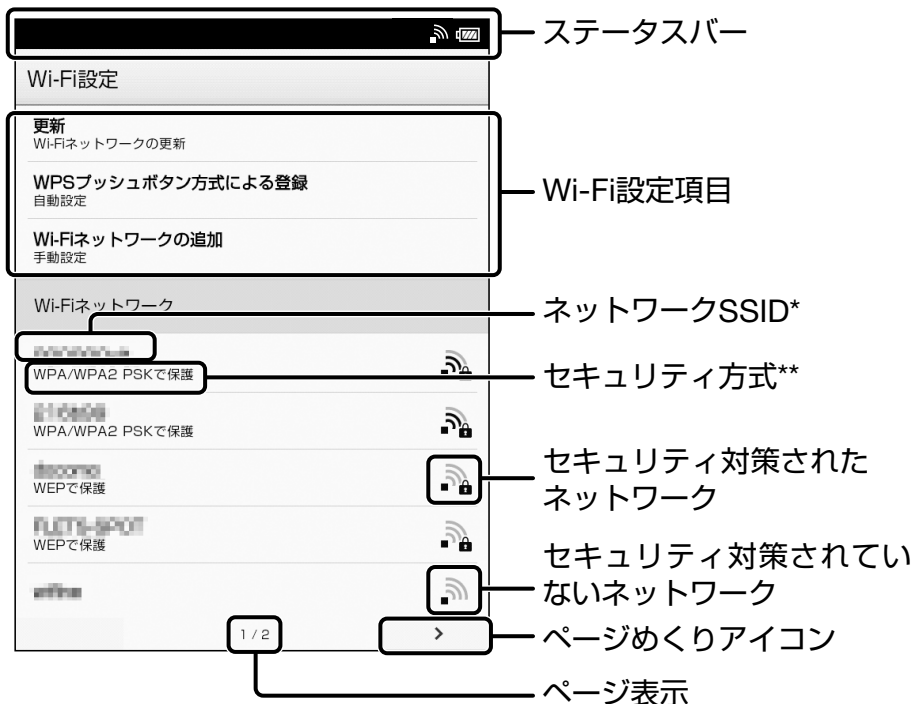 ステータスバー
Wi-Fi設定
更新
Wi-Fiネットワークの更新
WPSプッシュボタン方式による登録
自動設定
Wi-Fi設定項目
Wi-Fiネットワークの追加
手動設定
Wi-Fiネットワーク
ネットワークSSID*
WPA/WPA2 PSKで保護
セキュリティ方式**
WPA/WPA2 PSKで保護
セキュリティ対策された
ネットワーク
WEPで保護
WEPで保護
セキュリティ対策されてい
ないネットワーク
1 / 2
ページめくりアイコン
ページ表示